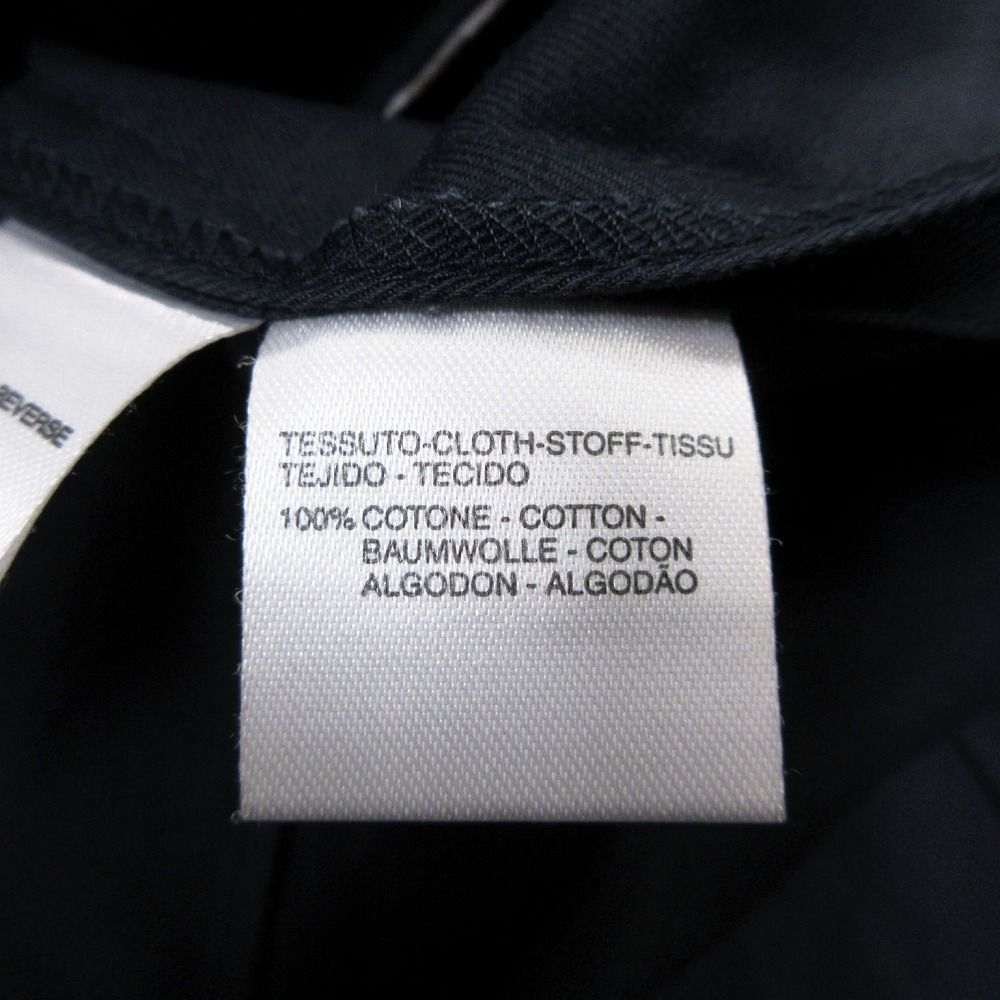 REVERSE
TESSUTO-CLOTH-STOFF-TISSU
TEJIDO - TECIDO
100% COTONE - COTTON -
BAUMWOLLE - COTON
ALGODON - ALGODÃO